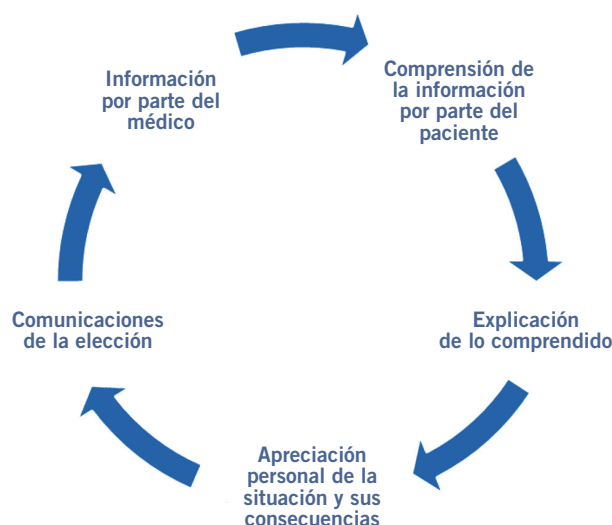 Información
por parte del
médico
Comprensión de
la información
por parte del
paciente
Explicación
de lo comprendido
Apreciación
personal de la
situación y sus
consecuencias
Comunicaciones
de la elección